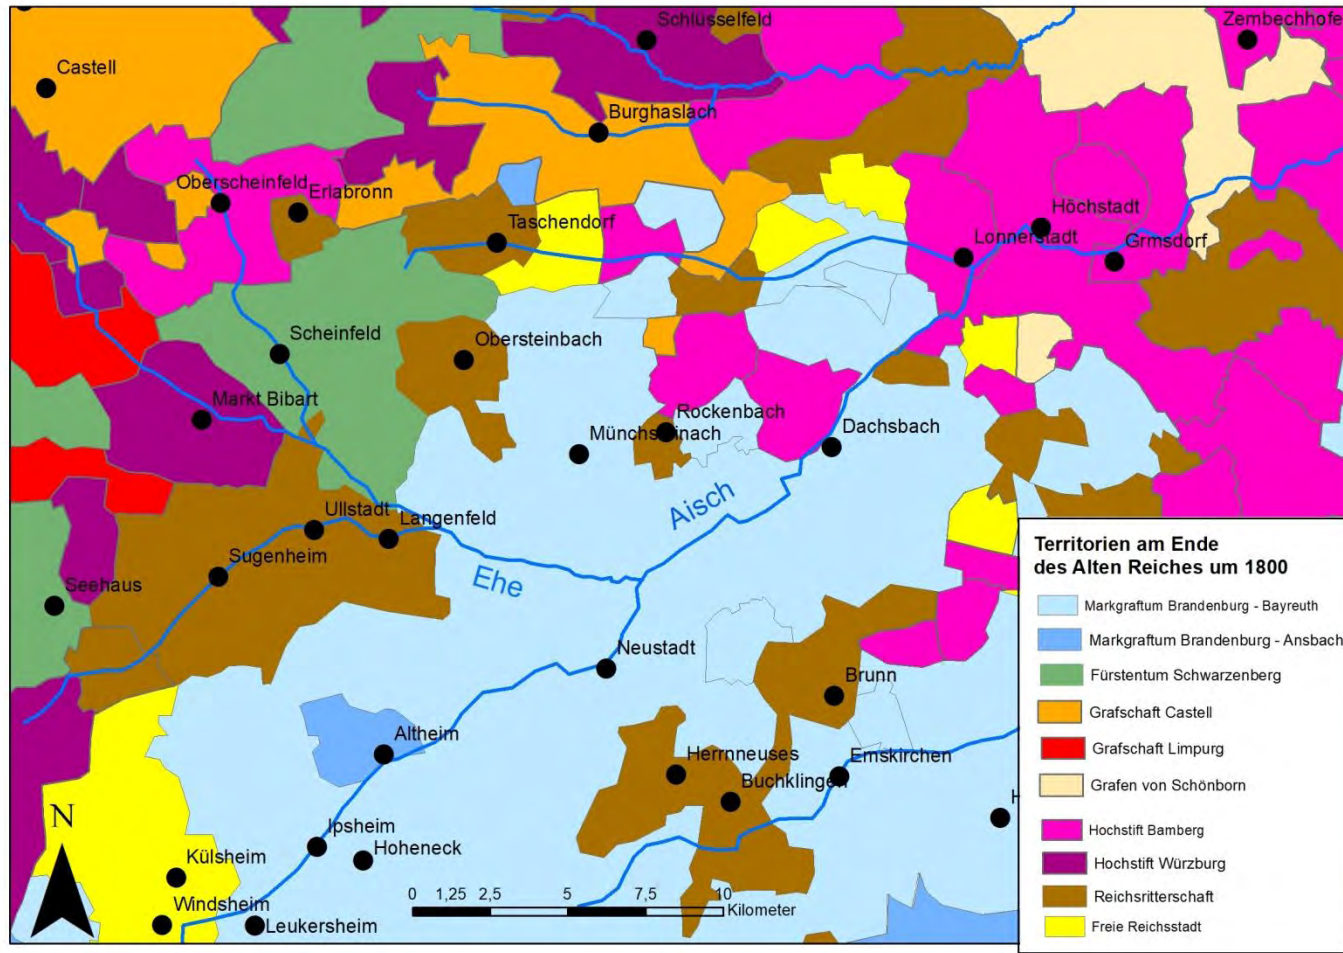 Schlüsselfeld
Zembechhofe
Castell
Burghaslach
Oberscheinfeld
Erlabronn
Taschendorf
Höchstadt
Lonnerstadt
Grmsdorf
Scheinfeld
Obersteinbach
Markt Bibart
Rockenbach
Münchsteinach
Dachsbach
Aisch
Ullstadt
Langenfeld
Sugenheim
Ehe
Seehaus
Neustadt
Brunn
Altheim
Herrnneuses
Emskirchen
Buchklingen
H
Ipsheim
Hoheneck
Külsheim
Windsheim
Leukersheim
N
0 1,25 2,5 5 7,5 10
Kilometer
Territorien am Ende
des Alten Reiches um 1800
Markgraftum Brandenburg - Bayreuth
Markgraftum Brandenburg - Ansbach
Fürstentum Schwarzenberg
Grafschaft Castell
Grafschaft Limpurg
Grafen von Schönborn
Hochstift Bamberg
Hochstift Würzburg
Reichsritterschaft
Freie Reichsstadt